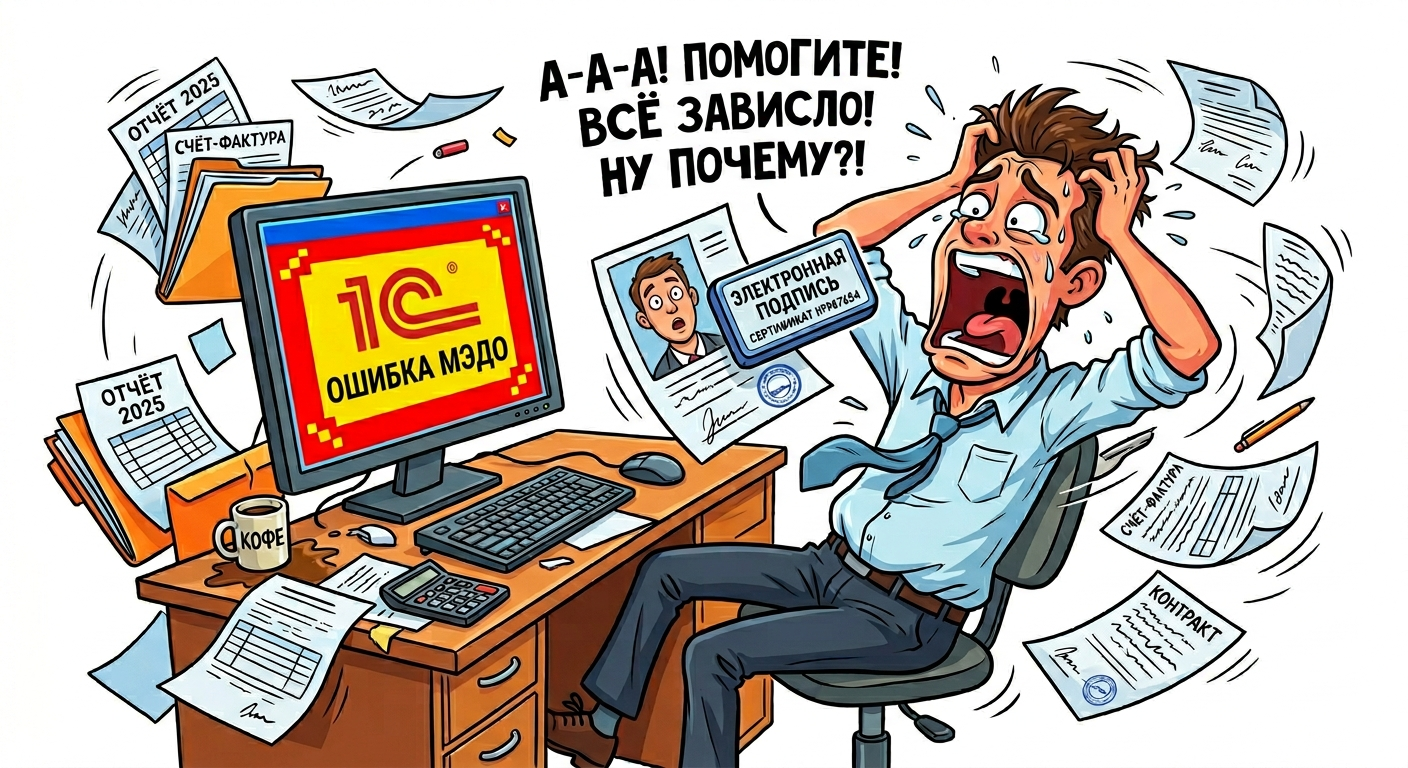 А-А-А! ПОМОГИТЕ!
ВСЁ ЗАВИСЛО!
НУ ПОЧЕМУ?!
ОТЧЁТ 2025
СЧЁТ-ФАКТУРА
1С
ОШИБКА МЭДО
ЭЛЕКТРОННАЯ
ПОДПИСЬ
ОТЧЁТ
2025
КОФЕ
СЧЁТ-ФАКТУРА
КОНТРАКТ